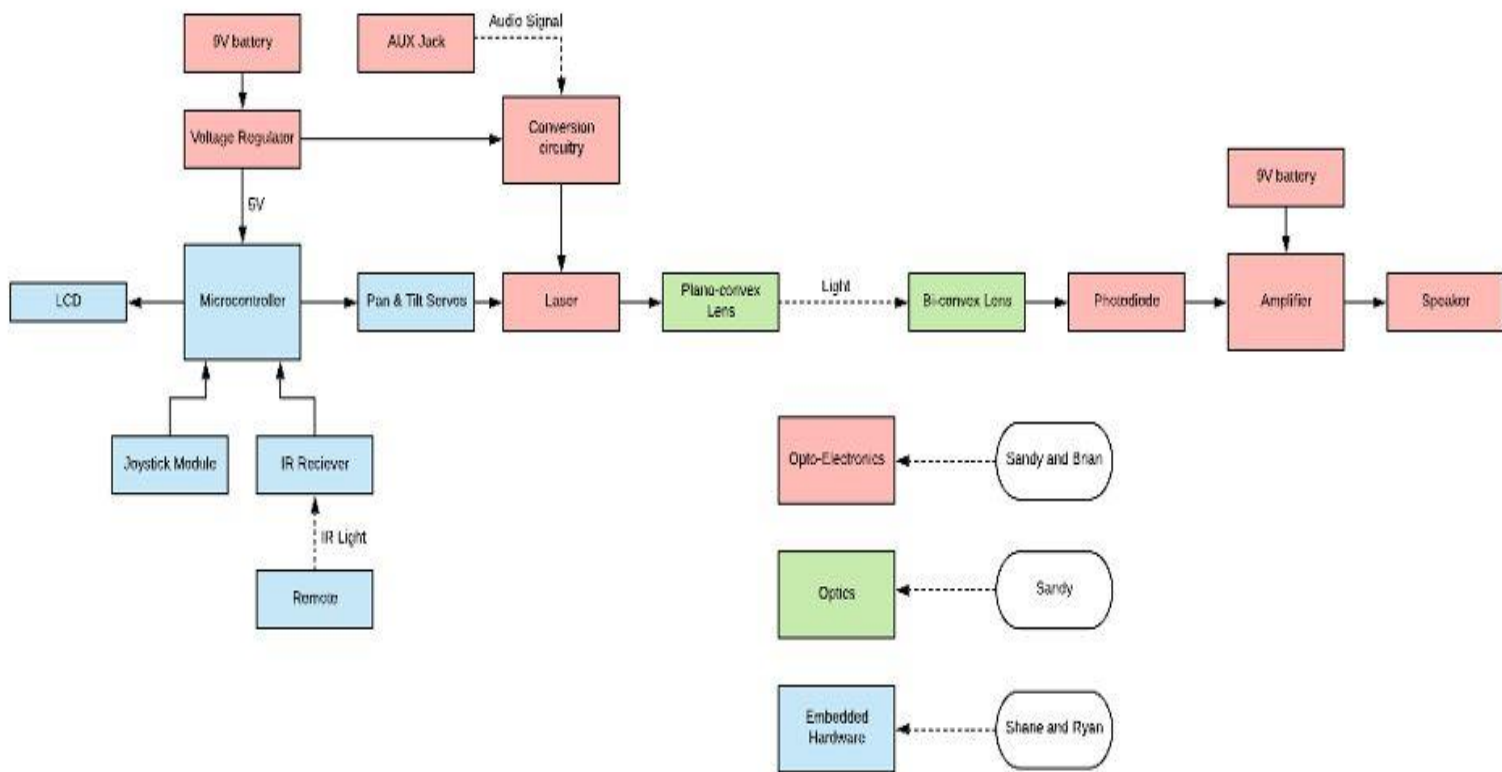 Audio Signal
9V battery
AUX Jack
Voltage Regulator
Conversion
circuitry
9V battery
5V
LCD
Microcontroller
Pan & Tilt Servos
Laser
Plano-convex
Lens
Light
Bi-convex Lens
Photodiode
Amplifier
Speaker
Joystick Module
IR Reciever
IR Light
Remote
Opto-Electronics
Sandy and Brian
Optics
Sandy
Embedded
Hardware
Shane and Ryan